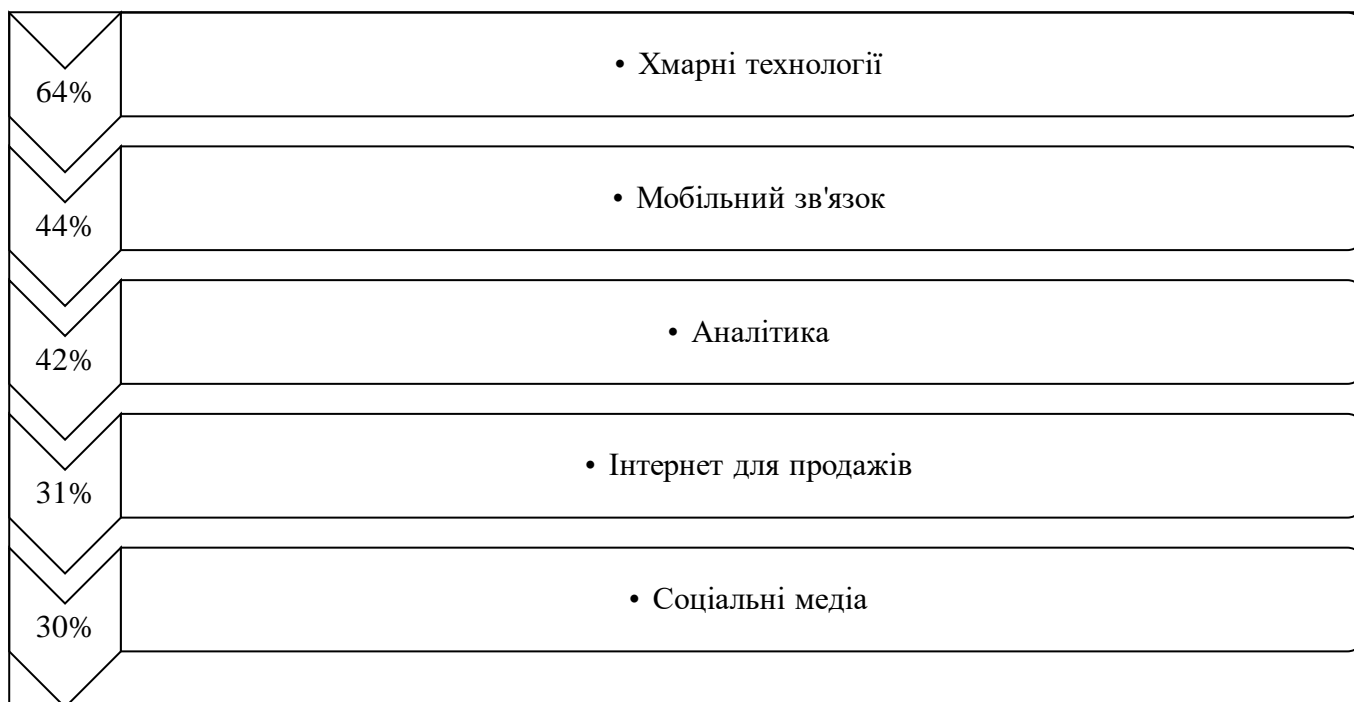 64%
• Хмарні технології
44%
• Мобільний зв'язок
42%
• Аналітика
31%
• Інтернет для продажів
30%
• Соціальні медіа